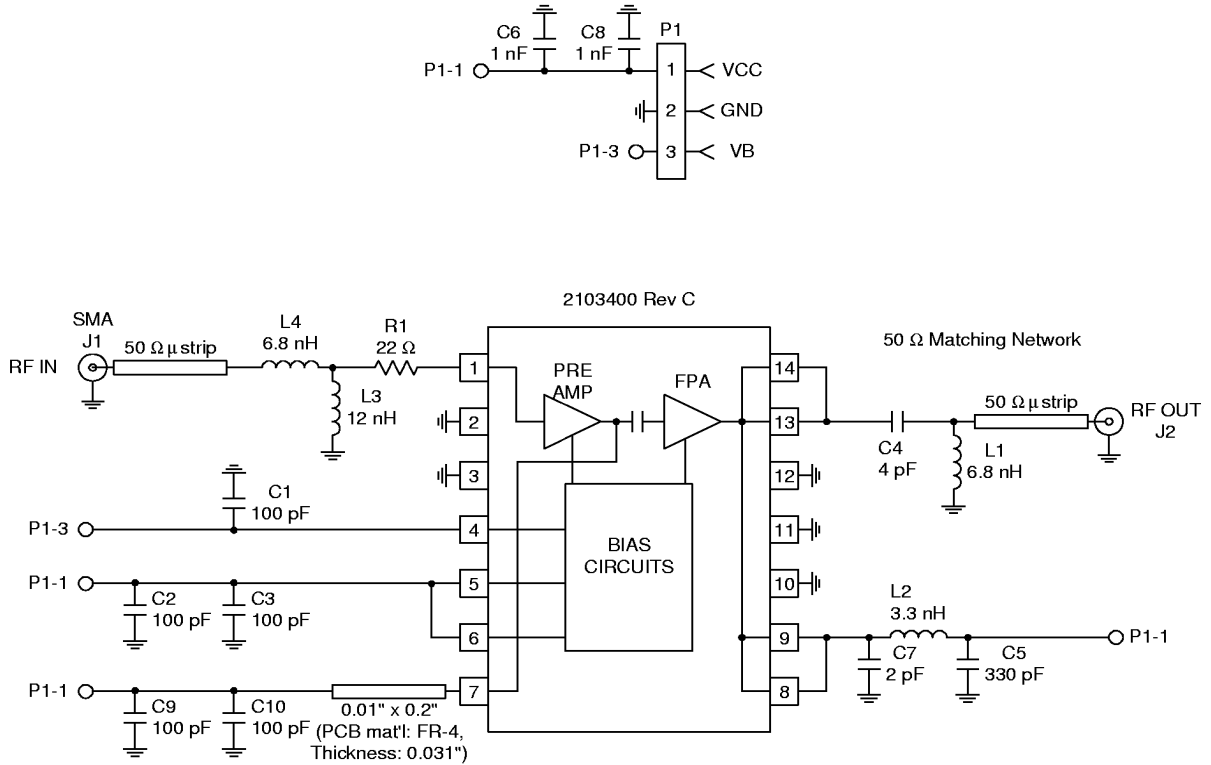 P1
C6
1 nF
C8
1 nF
P1-1
1
VCC
2
GND
P1-3
3
VB
2103400 Rev C
SMA
J1
RF IN
50 Ω µ strip
L4
6.8 nH
R1
22 Ω
L3
12 nH
1
2
3
4
5
6
7
PRE
AMP
FPA
BIAS
CIRCUITS
14
13
12
11
10
9
8
50 Ω Matching Network
50 Ω µ strip
RF OUT
J2
C4
4 pF
L1
6.8 nH
P1-3
C1
100 pF
P1-1
C2
100 pF
C3
100 pF
P1-1
C9
100 pF
C10
100 pF
0.01" x 0.2"
(PCB mat'l: FR-4,
Thickness: 0.031")
L2
3.3 nH
C7
2 pF
C5
330 pF
P1-1